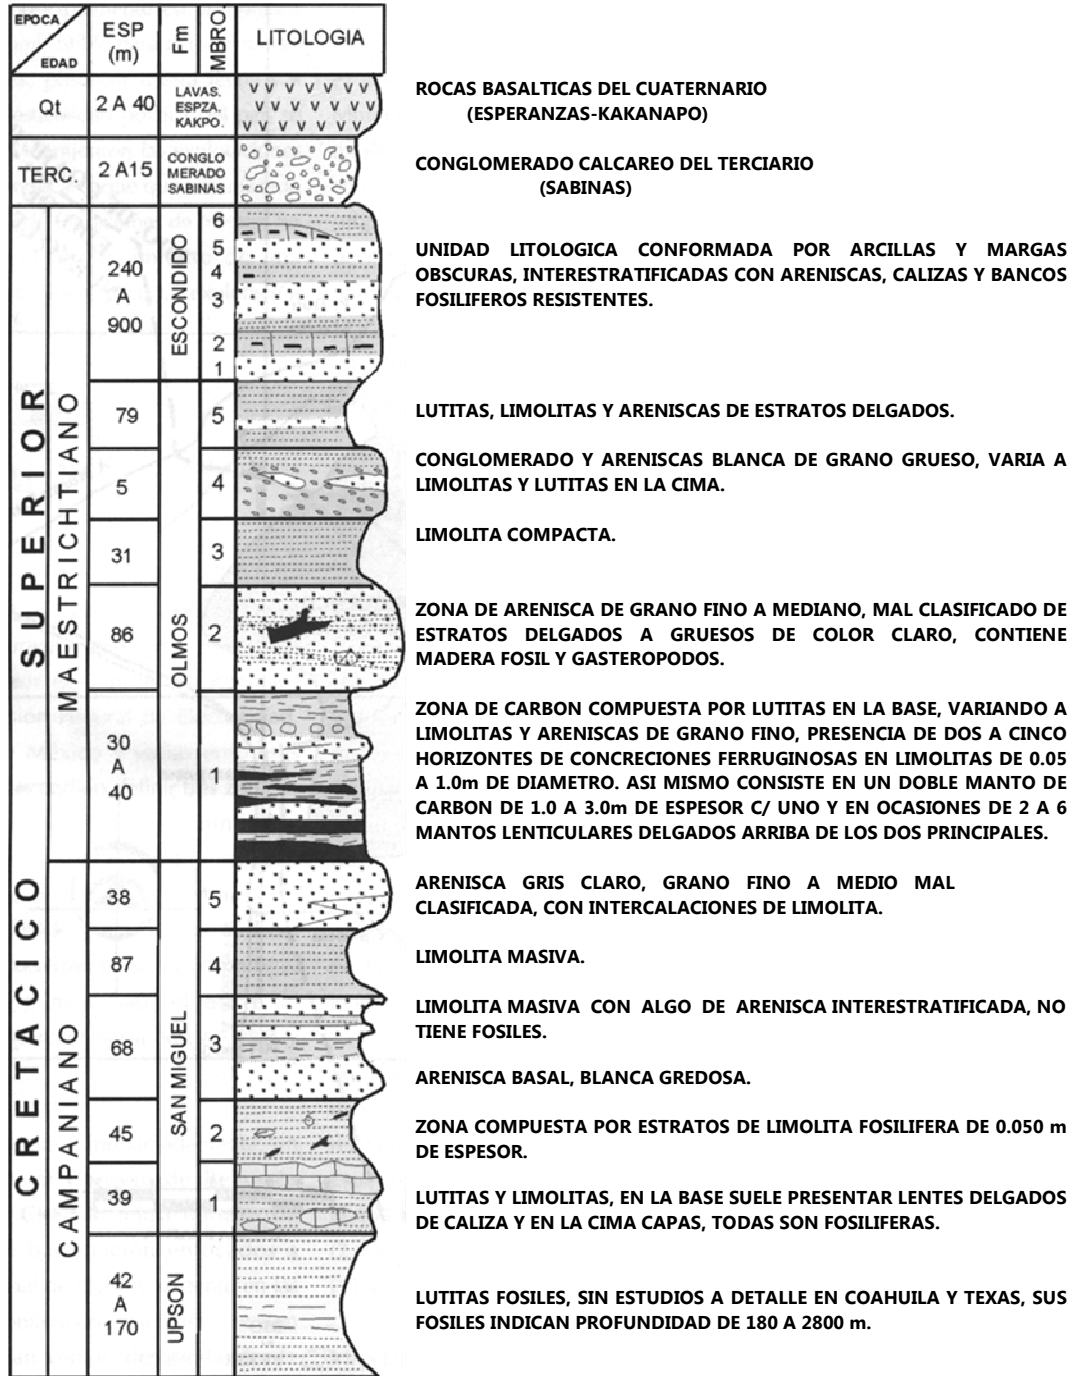 EPOCA
EDAD
ESP
(m)
Fm
MBRO.
LITOLOGIA
Qt
2 A 40
LAVAS.
ESPZA.
KAKPO.
ROCAS BASALTICAS DEL CUATERNARIO
(ESPERANZAS-KAKANAPO)
TERC.
2 A15
CONGLO
MERADO
SABINAS
CONGLOMERADO CALCAREO DEL TERCIARIO
(SABINAS)
CRETACICO SUPERIOR
MAESTRICHTIANO
240
A
900
ESCONDIDO
6
5
4
3
2
1
UNIDAD LITOLOGICA CONFORMADA POR ARCILLAS Y MARGAS
OBSCURAS, INTERESTRATIFICADAS CON ARENISCAS, CALIZAS Y BANCOS
FOSILIFEROS RESISTENTES.
OLMOS
79
5
LUTITAS, LIMOLITAS Y ARENISCAS DE ESTRATOS DELGADOS.
5
4
CONGLOMERADO Y ARENISCAS BLANCA DE GRANO GRUESO, VARIA A
LIMOLITAS Y LUTITAS EN LA CIMA.
31
3
LIMOLITA COMPACTA.
86
2
ZONA DE ARENISCA DE GRANO FINO A MEDIANO, MAL CLASIFICADO DE
ESTRATOS DELGADOS A GRUESOS DE COLOR CLARO, CONTIENE
MADERA FOSIL Y GASTEROPODOS.
30
A
40
1
ZONA DE CARBON COMPUESTA POR LUTITAS EN LA BASE, VARIANDO A
LIMOLITAS Y ARENISCAS DE GRANO FINO, PRESENCIA DE DOS A CINCO
HORIZONTES DE CONCRECIONES FERRUGINOSAS EN LIMOLITAS DE 0.05
A 1.0m DE DIAMETRO. ASI MISMO CONSISTE EN UN DOBLE MANTO DE
CARBON DE 1.0 A 3.0m DE ESPESOR C/ UNO Y EN OCASIONES DE 2 A 6
MANTOS LENTICULARES DELGADOS ARRIBA DE LOS DOS PRINCIPALES.
CAMPANIANO
SAN MIGUEL
38
5
ARENISCA GRIS CLARO, GRANO FINO A MEDIO MAL
CLASIFICADA, CON INTERCALACIONES DE LIMOLITA.
87
4
LIMOLITA MASIVA.
68
3
LIMOLITA MASIVA CON ALGO DE ARENISCA INTERESTRATIFICADA, NO
TIENE FOSILES.
ARENISCA BASAL, BLANCA GREDOSA.
45
2
ZONA COMPUESTA POR ESTRATOS DE LIMOLITA FOSILIFERA DE 0.050 m
DE ESPESOR.
39
1
LUTITAS Y LIMOLITAS, EN LA BASE SUELE PRESENTAR LENTES DELGADOS
DE CALIZA Y EN LA CIMA CAPAS, TODAS SON FOSILIFERAS.
42
A
170
UPSON
LUTITAS FOSILES, SIN ESTUDIOS A DETALLE EN COAHUILA Y TEXAS, SUS
FOSILES INDICAN PROFUNDIDAD DE 180 A 2800 m.